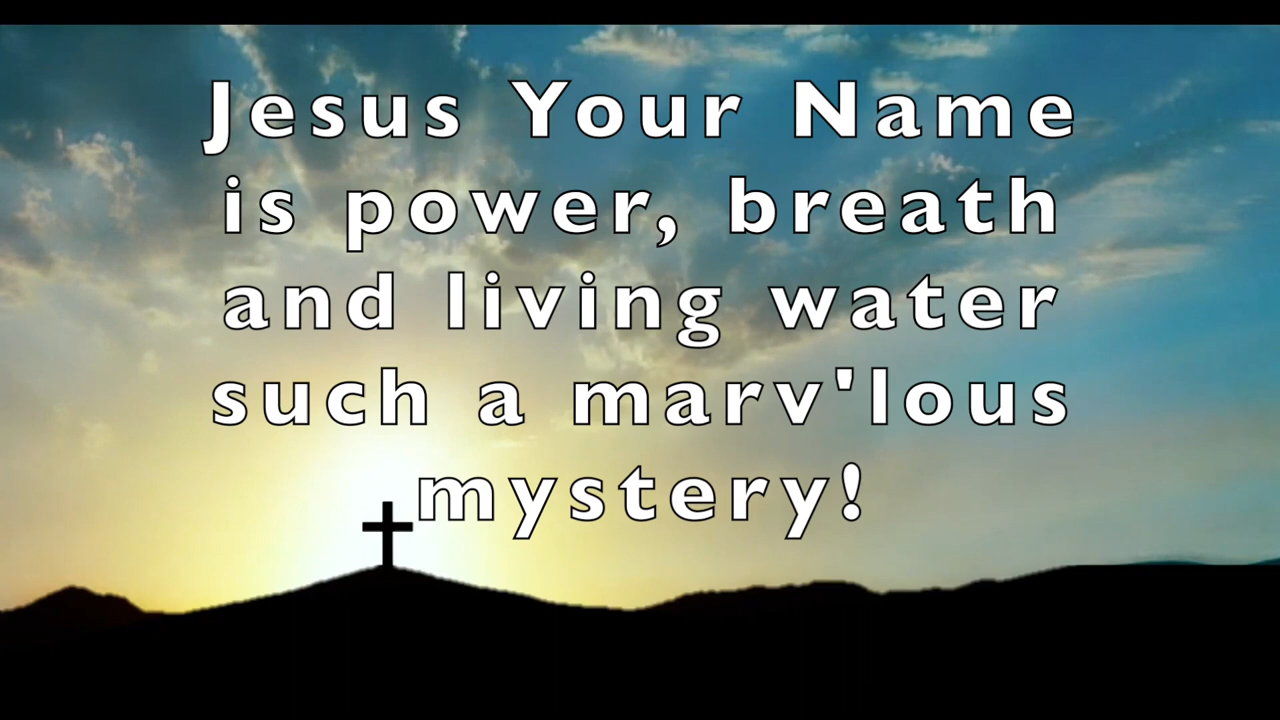 Jesus Your Name
is power, breath
and living water
such a marv'lous
mystery!